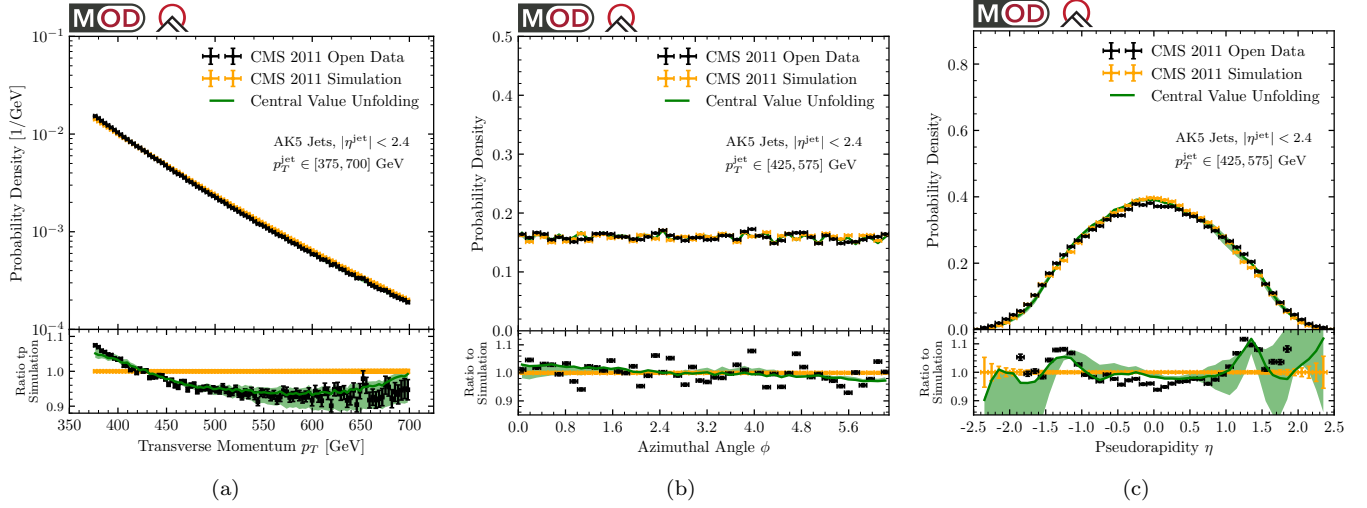 MOD
10⁻¹
10⁻²
10⁻³
10⁻⁴
Probability Density [1/GeV]
CMS 2011 Open Data
CMS 2011 Simulation
Central Value Unfolding
AK5 Jets, |η^jet| < 2.4
p_T^jet ∈ [375, 700] GeV
1.1
1.0
0.9
Ratio tp
Simulation
350 400 450 500 550 600 650 700
Transverse Momentum p_T [GeV]
(a)
MOD
0.5
0.4
0.3
0.2
0.1
0.0
Probability Density
CMS 2011 Open Data
CMS 2011 Simulation
Central Value Unfolding
AK5 Jets, |η^jet| < 2.4
p_T^jet ∈ [425, 575] GeV
1.1
1.0
0.9
Ratio to
Simulation
0.0 0.8 1.6 2.4 3.2 4.0 4.8 5.6
Azimuthal Angle ϕ
(b)
MOD
0.8
0.6
0.4
0.2
0.0
Probability Density
CMS 2011 Open Data
CMS 2011 Simulation
Central Value Unfolding
AK5 Jets, |η^jet| < 2.4
p_T^jet ∈ [425, 575] GeV
1.1
1.0
0.9
Ratio to
Simulation
-2.5 -2.0 -1.5 -1.0 -0.5 0.0 0.5 1.0 1.5 2.0 2.5
Pseudorapidity η
(c)